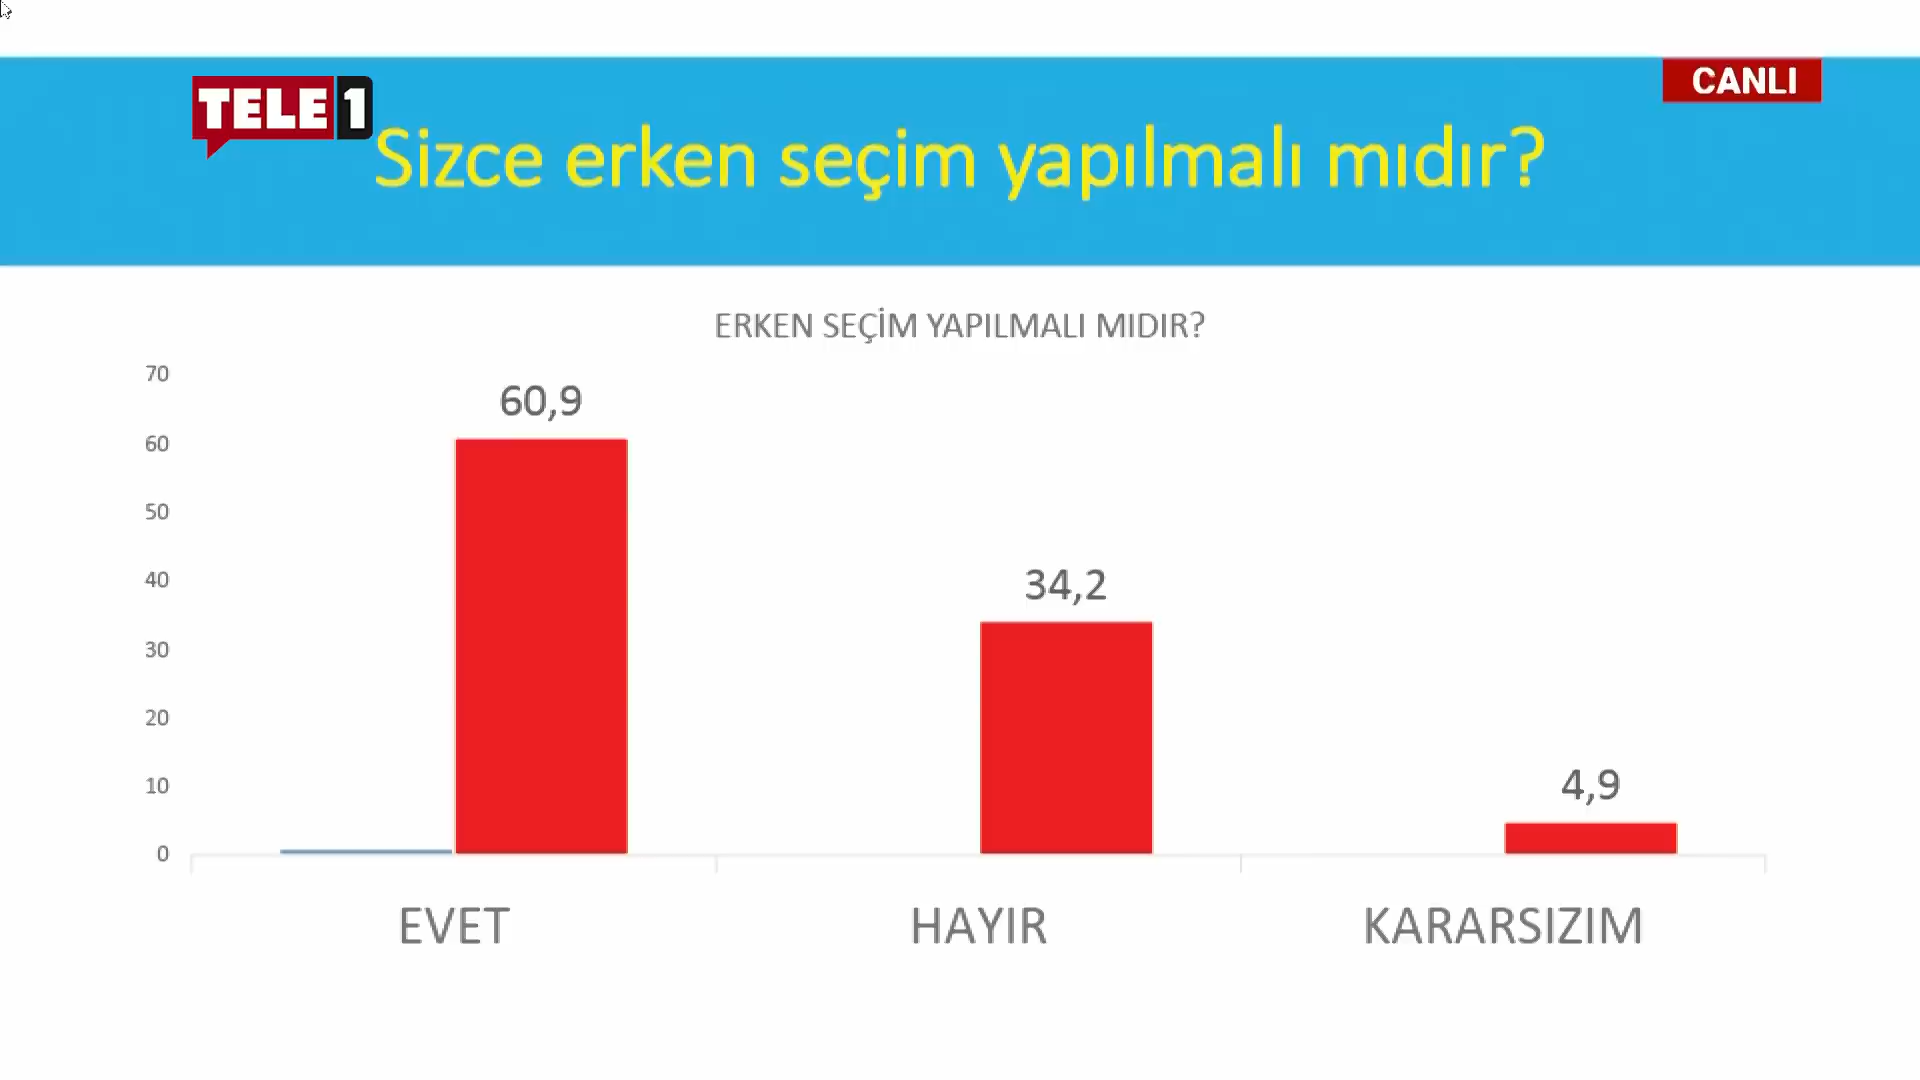 TELE1
CANLI
Sizce erken seçim yapılmalı mıdır?
ERKEN SEÇİM YAPILMALI MIDIR?
70
60
50
40
30
20
10
0
60,9
34,2
4,9
EVET
HAYIR
KARARSIZIM